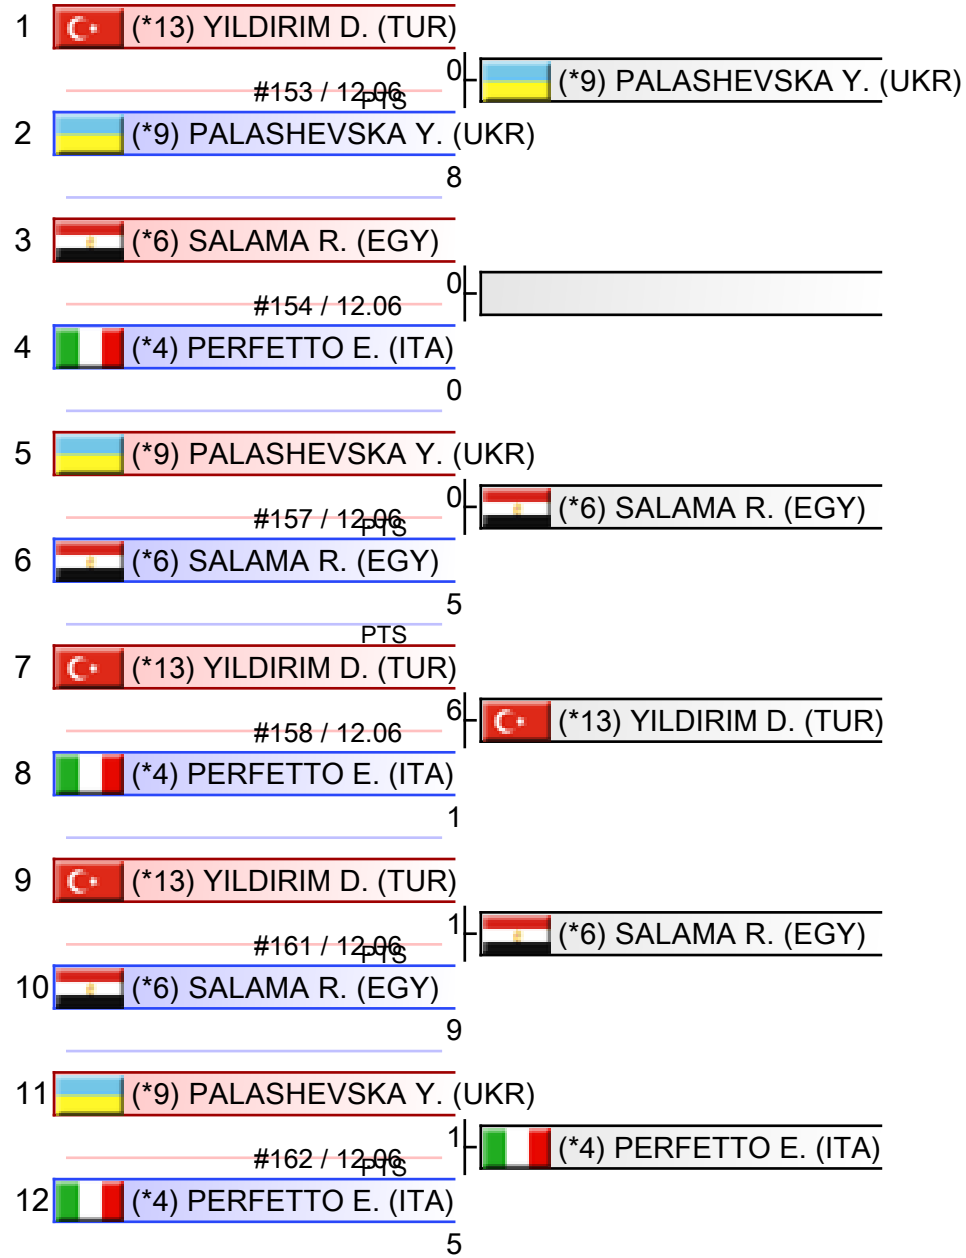 1 (*13) YILDIRIM D. (TUR)
0 (*9) PALASHEVSKA Y. (UKR)
#153 / 12.06 PTS
2 (*9) PALASHEVSKA Y. (UKR)
8
3 (*6) SALAMA R. (EGY)
0
#154 / 12.06
4 (*4) PERFETTO E. (ITA)
0
5 (*9) PALASHEVSKA Y. (UKR)
0 (*6) SALAMA R. (EGY)
#157 / 12.06 PTS
6 (*6) SALAMA R. (EGY)
5
PTS
7 (*13) YILDIRIM D. (TUR)
6 (*13) YILDIRIM D. (TUR)
#158 / 12.06
8 (*4) PERFETTO E. (ITA)
1
9 (*13) YILDIRIM D. (TUR)
1 (*6) SALAMA R. (EGY)
#161 / 12.06 PTS
10 (*6) SALAMA R. (EGY)
9
11 (*9) PALASHEVSKA Y. (UKR)
1 (*4) PERFETTO E. (ITA)
#162 / 12.06 PTS
12 (*4) PERFETTO E. (ITA)
5